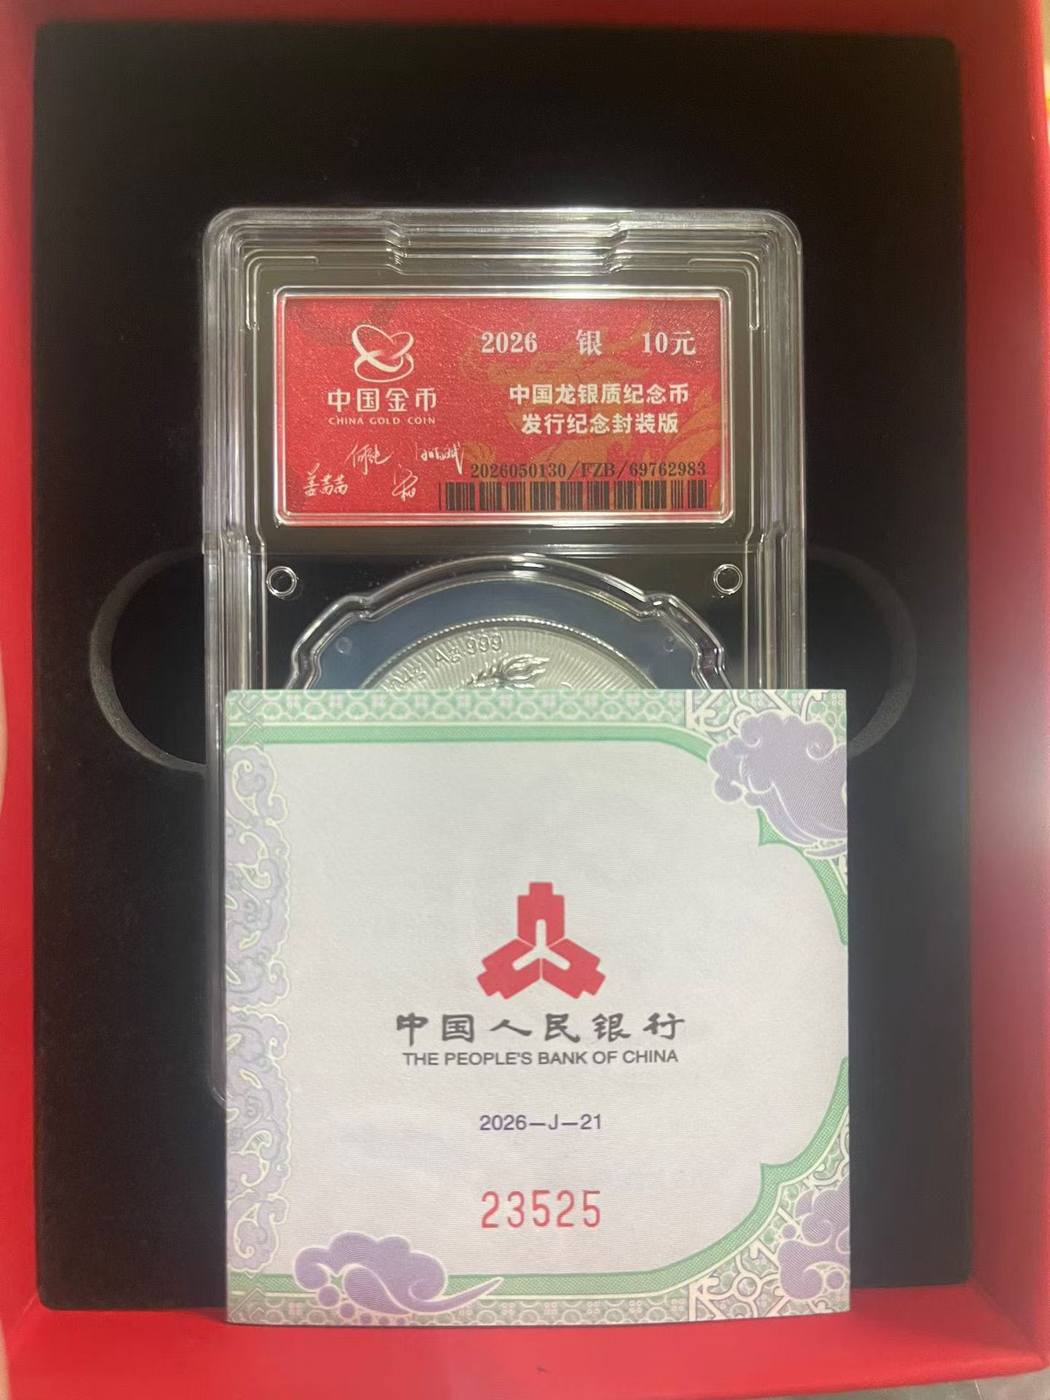 2026 银 10元
中国金币
CHINA GOLD COIN
中国龙银质纪念币
发行纪念封装版
2026050130/FZB/69762983
Ag 999
中国人民银行
THE PEOPLE'S BANK OF CHINA
2026—J—21
23525